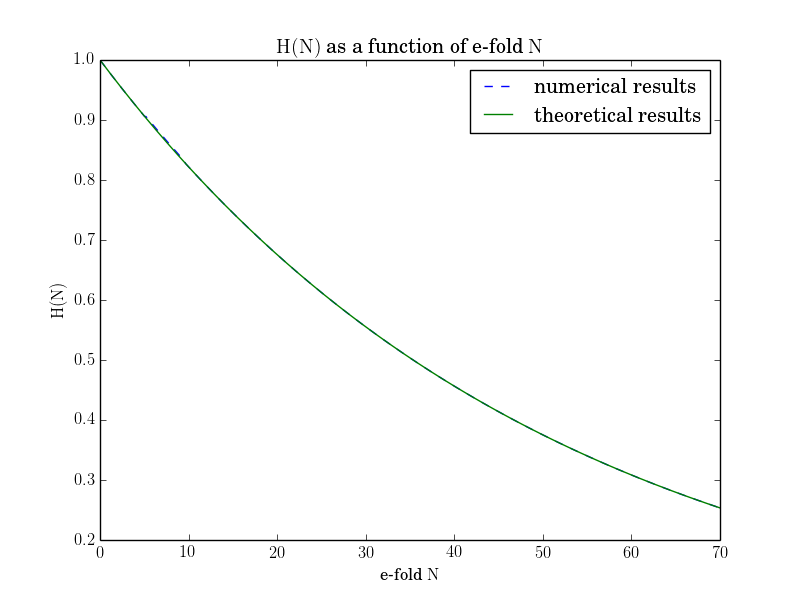 H(N) as a function of e-fold N
numerical results
theoretical results
1.0
0.9
0.8
0.7
0.6
0.5
0.4
0.3
0.2
H(N)
0 10 20 30 40 50 60 70
e-fold N